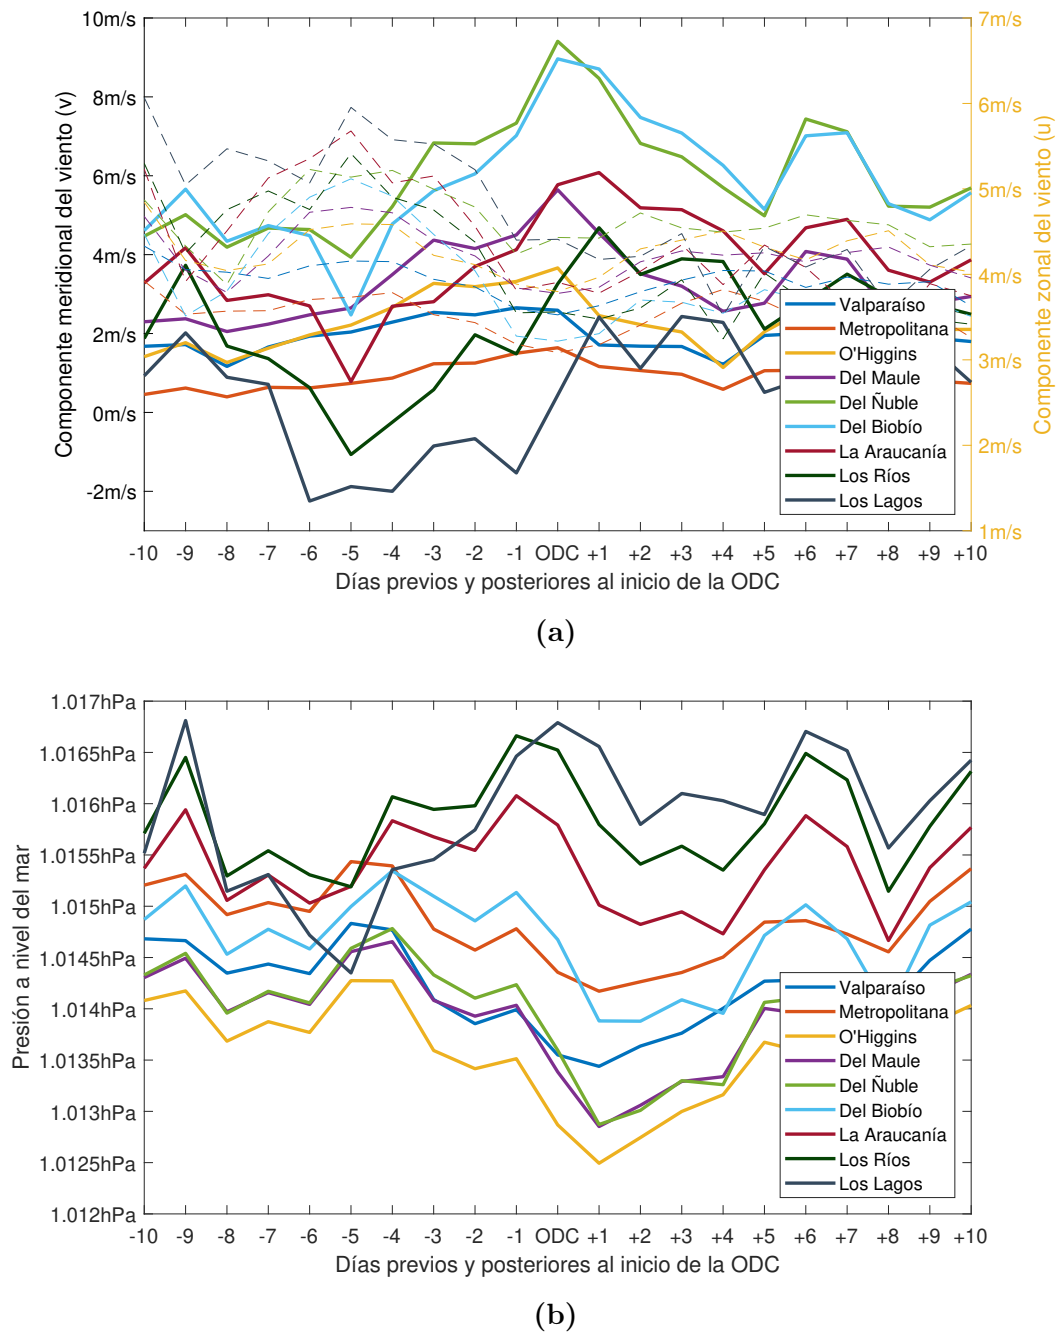 10m/s
8m/s
6m/s
4m/s
2m/s
0m/s
-2m/s
Componente meridional del viento (v)
7m/s
6m/s
5m/s
4m/s
3m/s
2m/s
1m/s
Componente zonal del viento (u)
Valparaíso
Metropolitana
O'Higgins
Del Maule
Del Ñuble
Del Biobío
La Araucanía
Los Ríos
Los Lagos
-10 -9 -8 -7 -6 -5 -4 -3 -2 -1 ODC +1 +2 +3 +4 +5 +6 +7 +8 +9 +10
Días previos y posteriores al inicio de la ODC
(a)
1.017hPa
1.0165hPa
1.016hPa
1.0155hPa
1.015hPa
1.0145hPa
1.014hPa
1.0135hPa
1.013hPa
1.0125hPa
1.012hPa
Presión a nivel del mar
Valparaíso
Metropolitana
O'Higgins
Del Maule
Del Ñuble
Del Biobío
La Araucanía
Los Ríos
Los Lagos
-10 -9 -8 -7 -6 -5 -4 -3 -2 -1 ODC +1 +2 +3 +4 +5 +6 +7 +8 +9 +10
Días previos y posteriores al inicio de la ODC
(b)